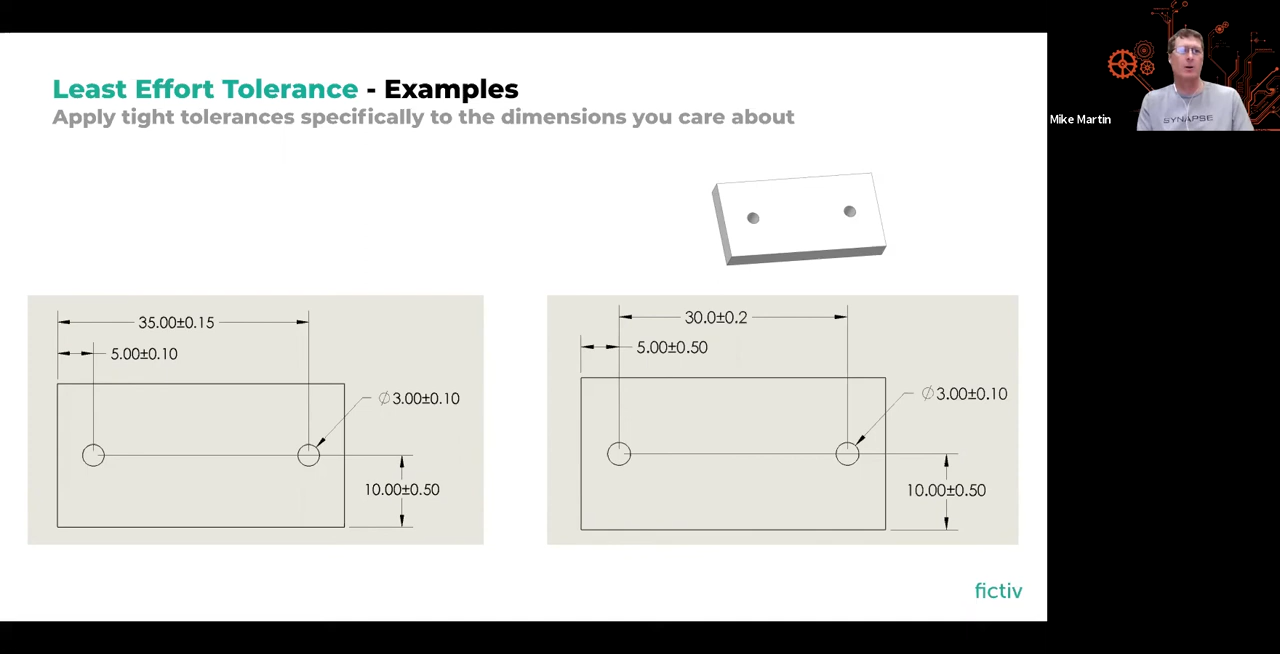 Least Effort Tolerance - Examples
Apply tight tolerances specifically to the dimensions you care about
Mike Martin
SYNAPSE
35.00±0.15
5.00±0.10
∅3.00±0.10
10.00±0.50
30.0±0.2
5.00±0.50
∅3.00±0.10
10.00±0.50
fictiv